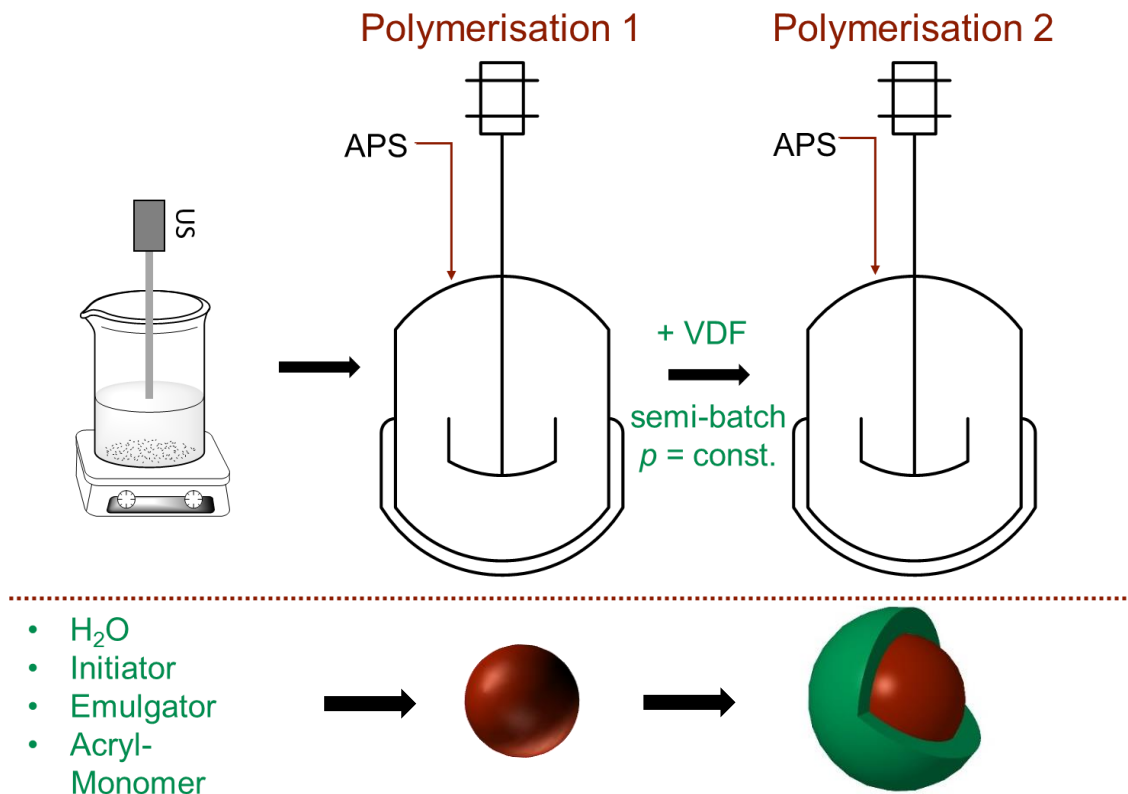 Polymerisation 1
Polymerisation 2
APS
APS
US
+ VDF
semi-batch
p = const.
• H₂O
• Initiator
• Emulgator
• Acryl-
Monomer